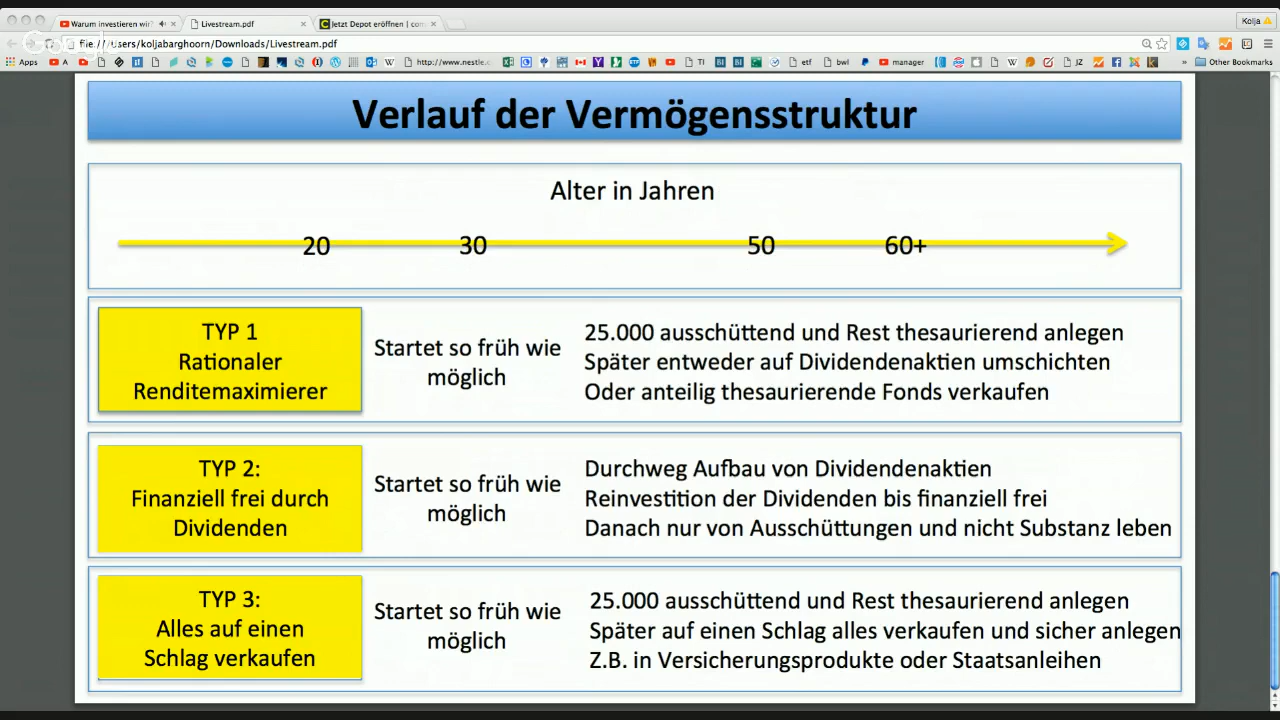 Warum investieren wir?
Livestream.pdf
Jetzt Depot eröffnen | com
Kolja
Google
file:///Users/koljabarghoorn/Downloads/Livestream.pdf
Apps
A
http://www.nestle.c
TI
etf
bwl
manager
JZ
» Other Bookmarks
Verlauf der Vermögensstruktur
Alter in Jahren
20 30 50 60+
TYP 1
Rationaler
Renditemaximierer
Startet so früh wie
möglich
25.000 ausschüttend und Rest thesaurierend anlegen
Später entweder auf Dividendenaktien umschichten
Oder anteilig thesaurierende Fonds verkaufen
TYP 2:
Finanziell frei durch
Dividenden
Startet so früh wie
möglich
Durchweg Aufbau von Dividendenaktien
Reinvestition der Dividenden bis finanziell frei
Danach nur von Ausschüttungen und nicht Substanz leben
TYP 3:
Alles auf einen
Schlag verkaufen
Startet so früh wie
möglich
25.000 ausschüttend und Rest thesaurierend anlegen
Später auf einen Schlag alles verkaufen und sicher anlegen
Z.B. in Versicherungsprodukte oder Staatsanleihen